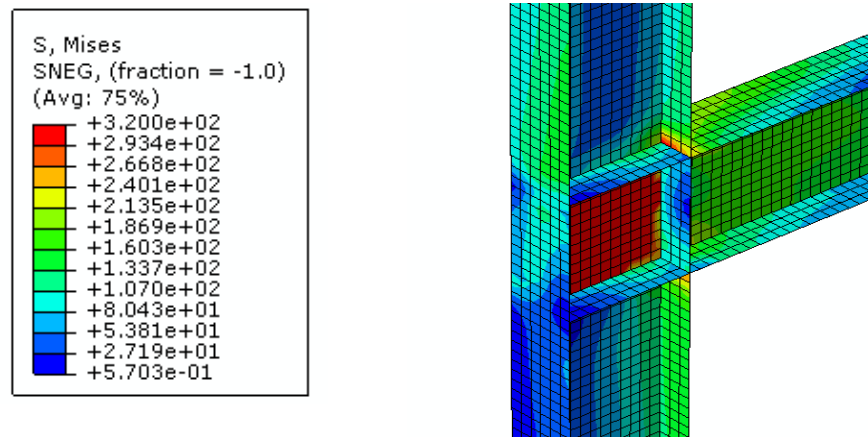 S, Mises
SNEG, (fraction = -1.0)
(Avg: 75%)
+3.200e+02
+2.934e+02
+2.668e+02
+2.401e+02
+2.135e+02
+1.869e+02
+1.603e+02
+1.337e+02
+1.070e+02
+8.043e+01
+5.381e+01
+2.719e+01
+5.703e-01